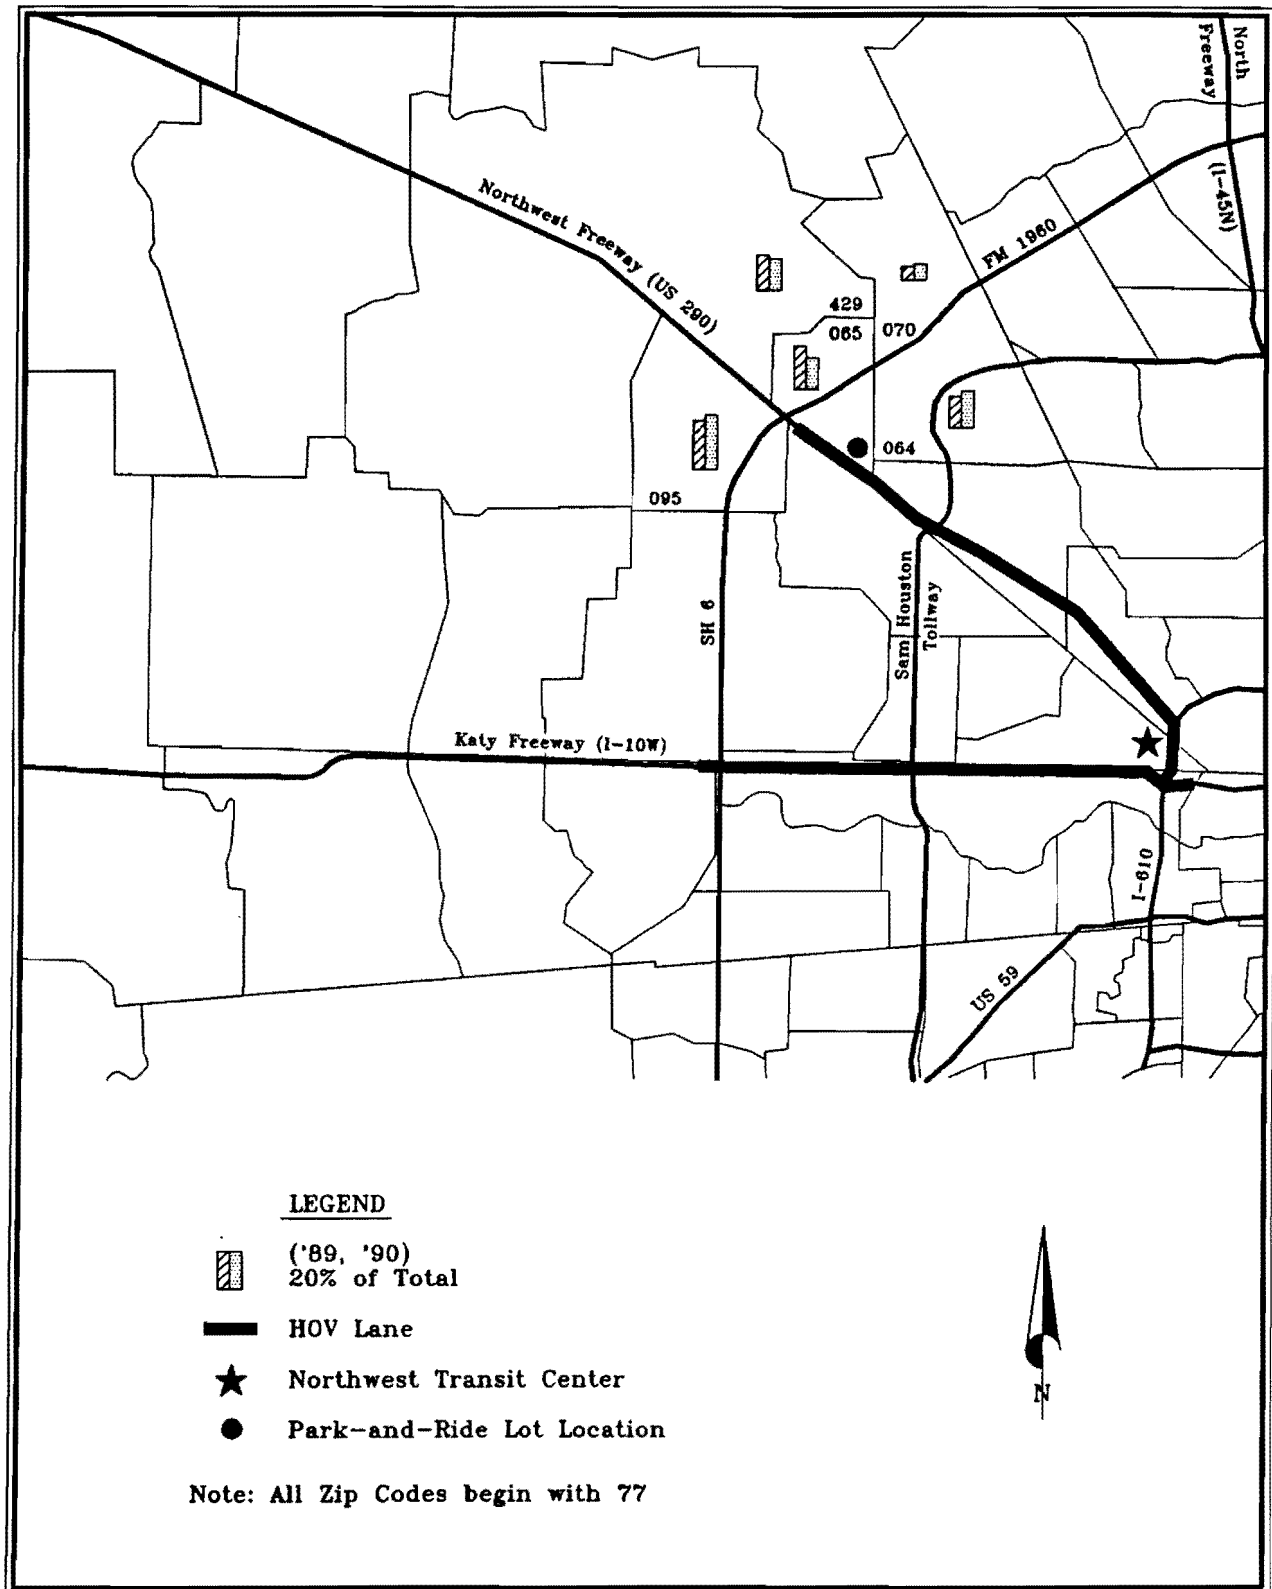 North
Freeway
(I-45N)
Northwest Freeway (US 290)
FM 1960
429
065
070
064
095
SH 6
Sam Houston
Tollway
Katy Freeway (I-10W)
I-610
US 59
LEGEND
('89, '90)
20% of Total
HOV Lane
Northwest Transit Center
Park-and-Ride Lot Location
N
Note: All Zip Codes begin with 77